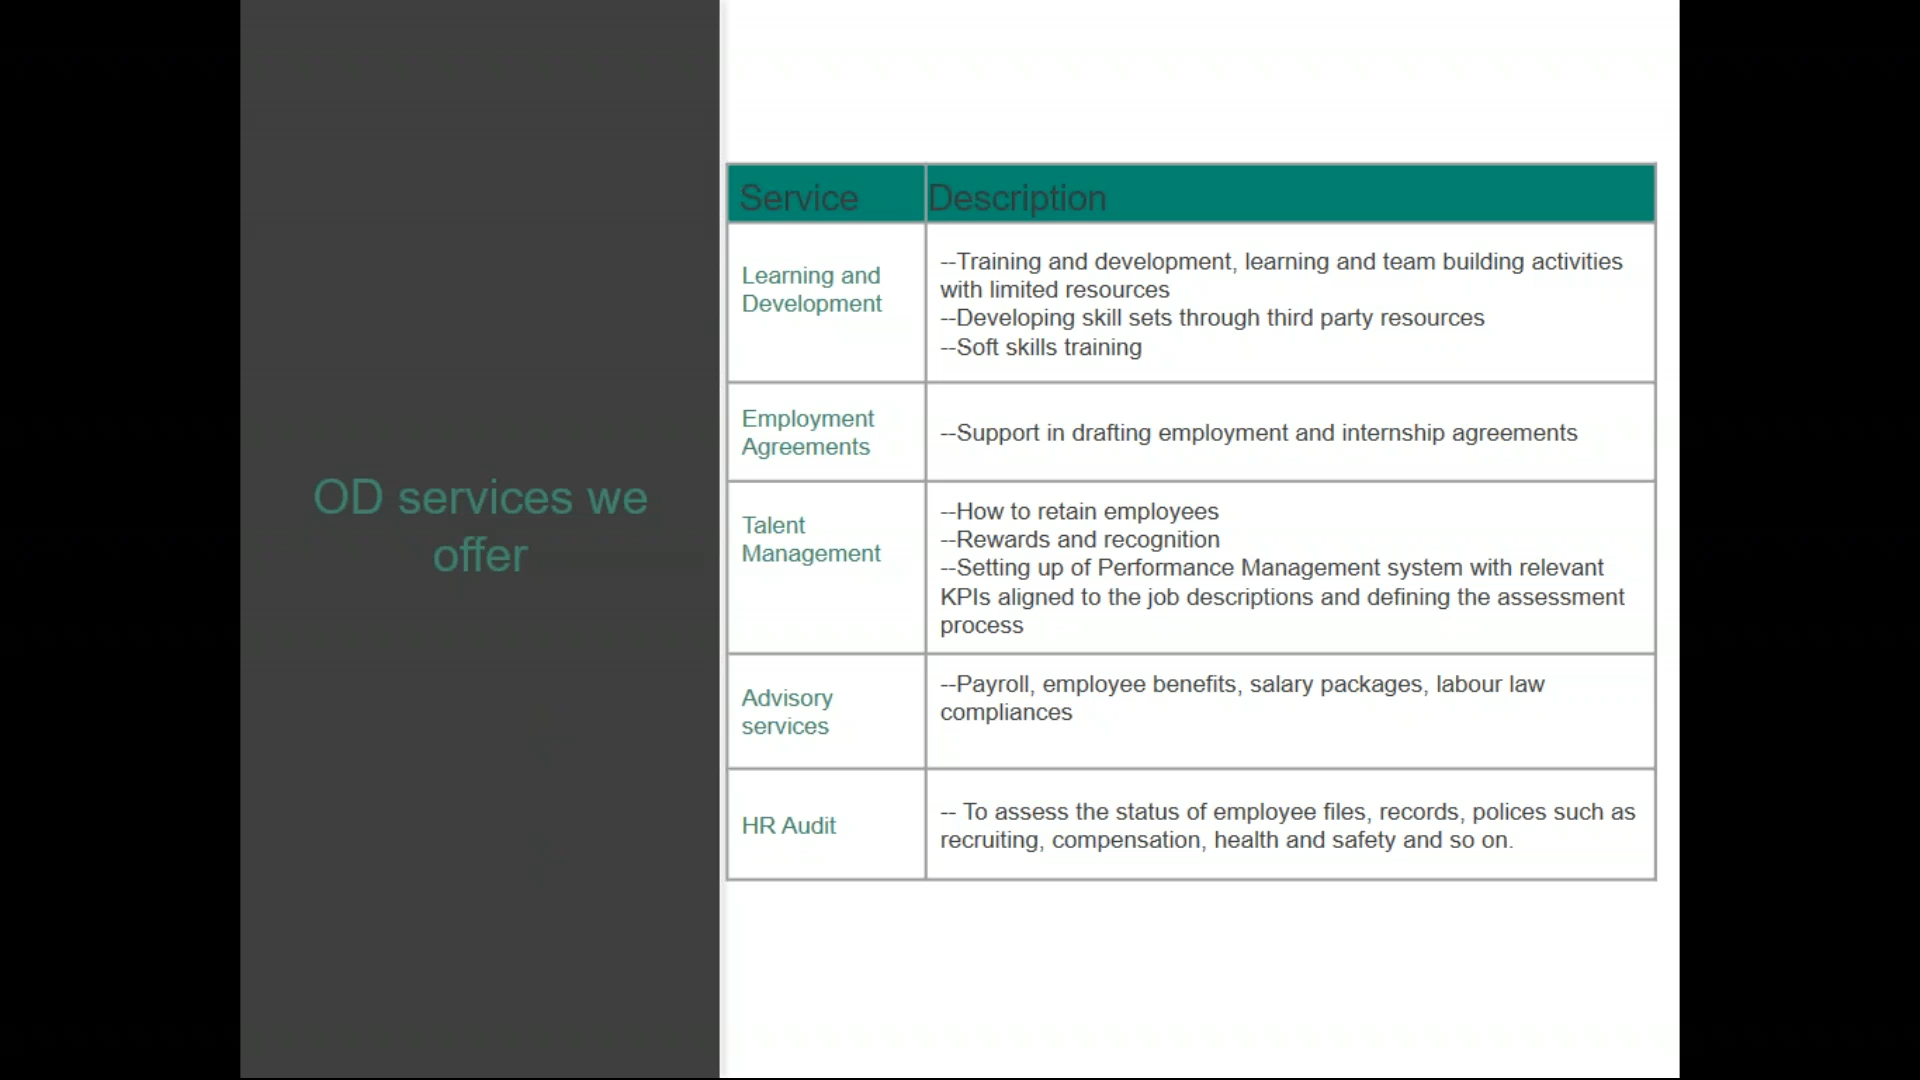 OD services we
offer
Service
Description
Learning and
Development
--Training and development, learning and team building activities
with limited resources
--Developing skill sets through third party resources
--Soft skills training
Employment
Agreements
--Support in drafting employment and internship agreements
Talent
Management
--How to retain employees
--Rewards and recognition
--Setting up of Performance Management system with relevant
KPIs aligned to the job descriptions and defining the assessment
process
Advisory
services
--Payroll, employee benefits, salary packages, labour law
compliances
HR Audit
-- To assess the status of employee files, records, polices such as
recruiting, compensation, health and safety and so on.